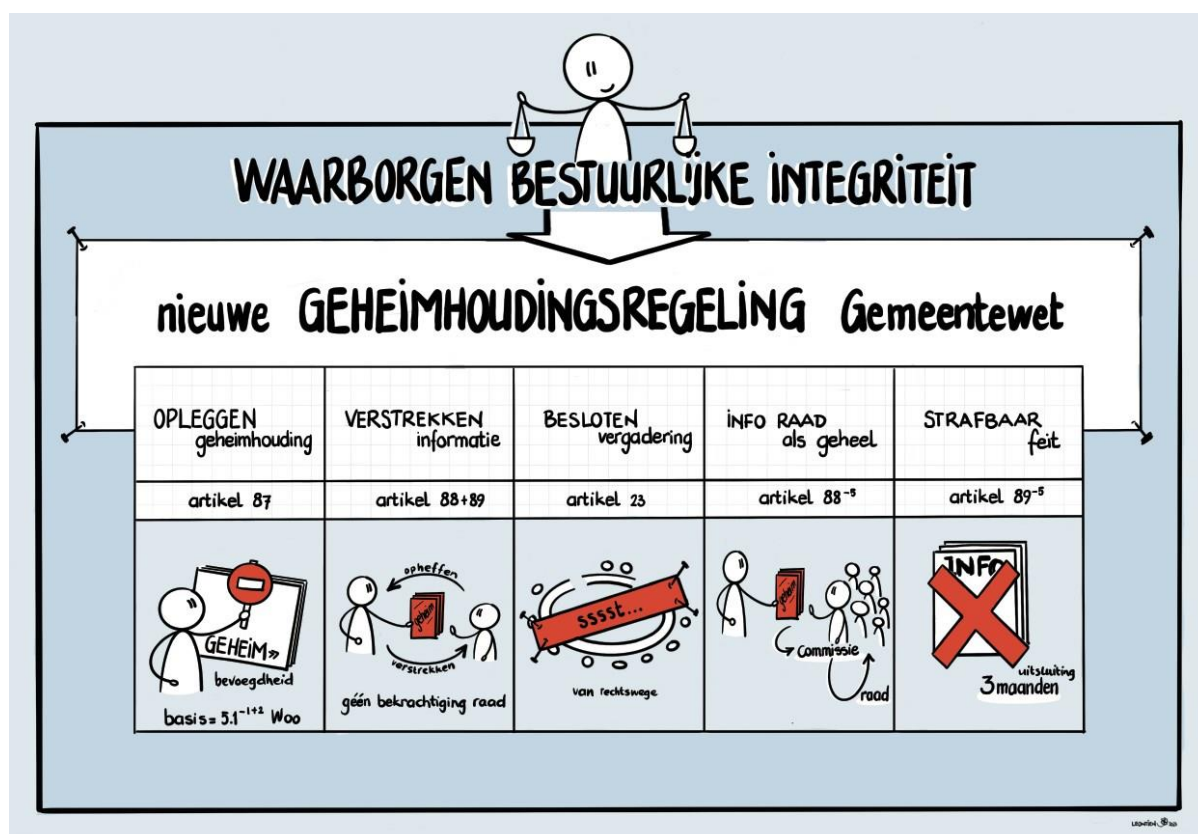 WAARBORGEN BESTUURLIJKE INTEGRITEIT
nieuwe GEHEIMHOUDINGSREGELING Gemeentewet
OPLEGGEN
geheimhouding
VERSTREKKEN
informatie
BESLOTEN
vergadering
INFO RAAD
als geheel
STRAFBAAR
feit
artikel 87
artikel 88+89
artikel 23
artikel 88-5
artikel 89-5
GEHEIM»
bevoegdheid
basis= 5.1-1+2 Woo
opheffen
geheim
verstrekken
géén bekrachtiging raad
sssst...
van rechtswege
geheim
Commissie
raad
INFO
uitsluiting
3 maanden